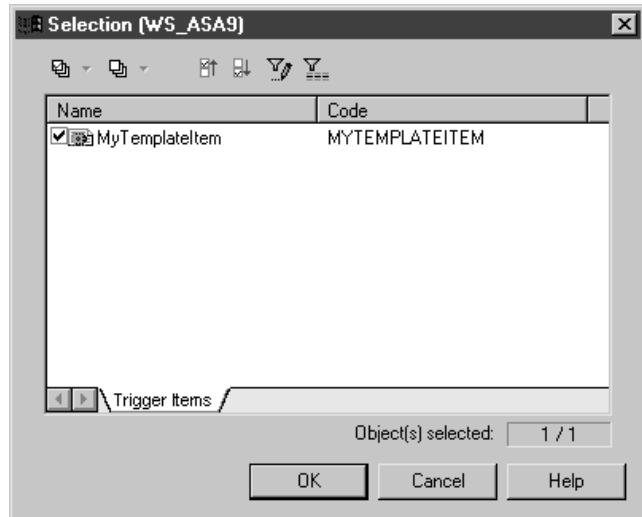 Selection (WS_ASA9)
Name Code
MyTemplateItem MYTEMPLATEITEM
Trigger Items
Object(s) selected: 1 / 1
OK Cancel Help